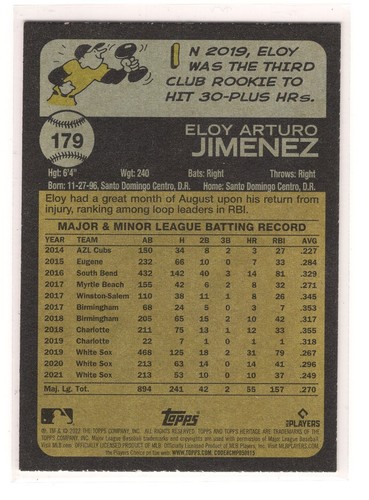 IN 2019, ELOY
WAS THE THIRD
CLUB ROOKIE TO
HIT 30-PLUS HRs.
179
ELOY ARTURO
JIMENEZ
Hgt: 6'4" Wgt: 240 Bats: Right Throws: Right
Born: 11-27-96, Santo Domingo Centro, D.R. Home: Santo Domingo Centro, D.R.
Eloy had a great month of August upon his return from
injury, ranking among loop leaders in RBI.
MAJOR & MINOR LEAGUE BATTING RECORD
YEAR TEAM AB H 2B 3B HR RBI AVG
2014 AZL Cubs 150 34 8 2 3 27 .227
2015 Eugene 232 66 10 0 7 33 .284
2016 South Bend 432 142 40 3 14 81 .329
2017 Myrtle Beach 155 42 6 2 8 32 .271
2017 Winston-Salem 110 38 11 1 8 26 .345
2017 Birmingham 68 24 5 0 3 7 .353
2018 Birmingham 205 65 15 2 10 42 .317
2018 Charlotte 211 75 13 1 12 33 .355
2019 Charlotte 22 7 1 0 1 3 .318
2019 White Sox 468 125 18 2 31 79 .267
2020 White Sox 213 63 14 0 14 41 .296
2021 White Sox 213 53 10 0 10 37 .249
Maj. Lg. Tot. 894 241 42 2 55 157 .270
Topps
PLAYERS